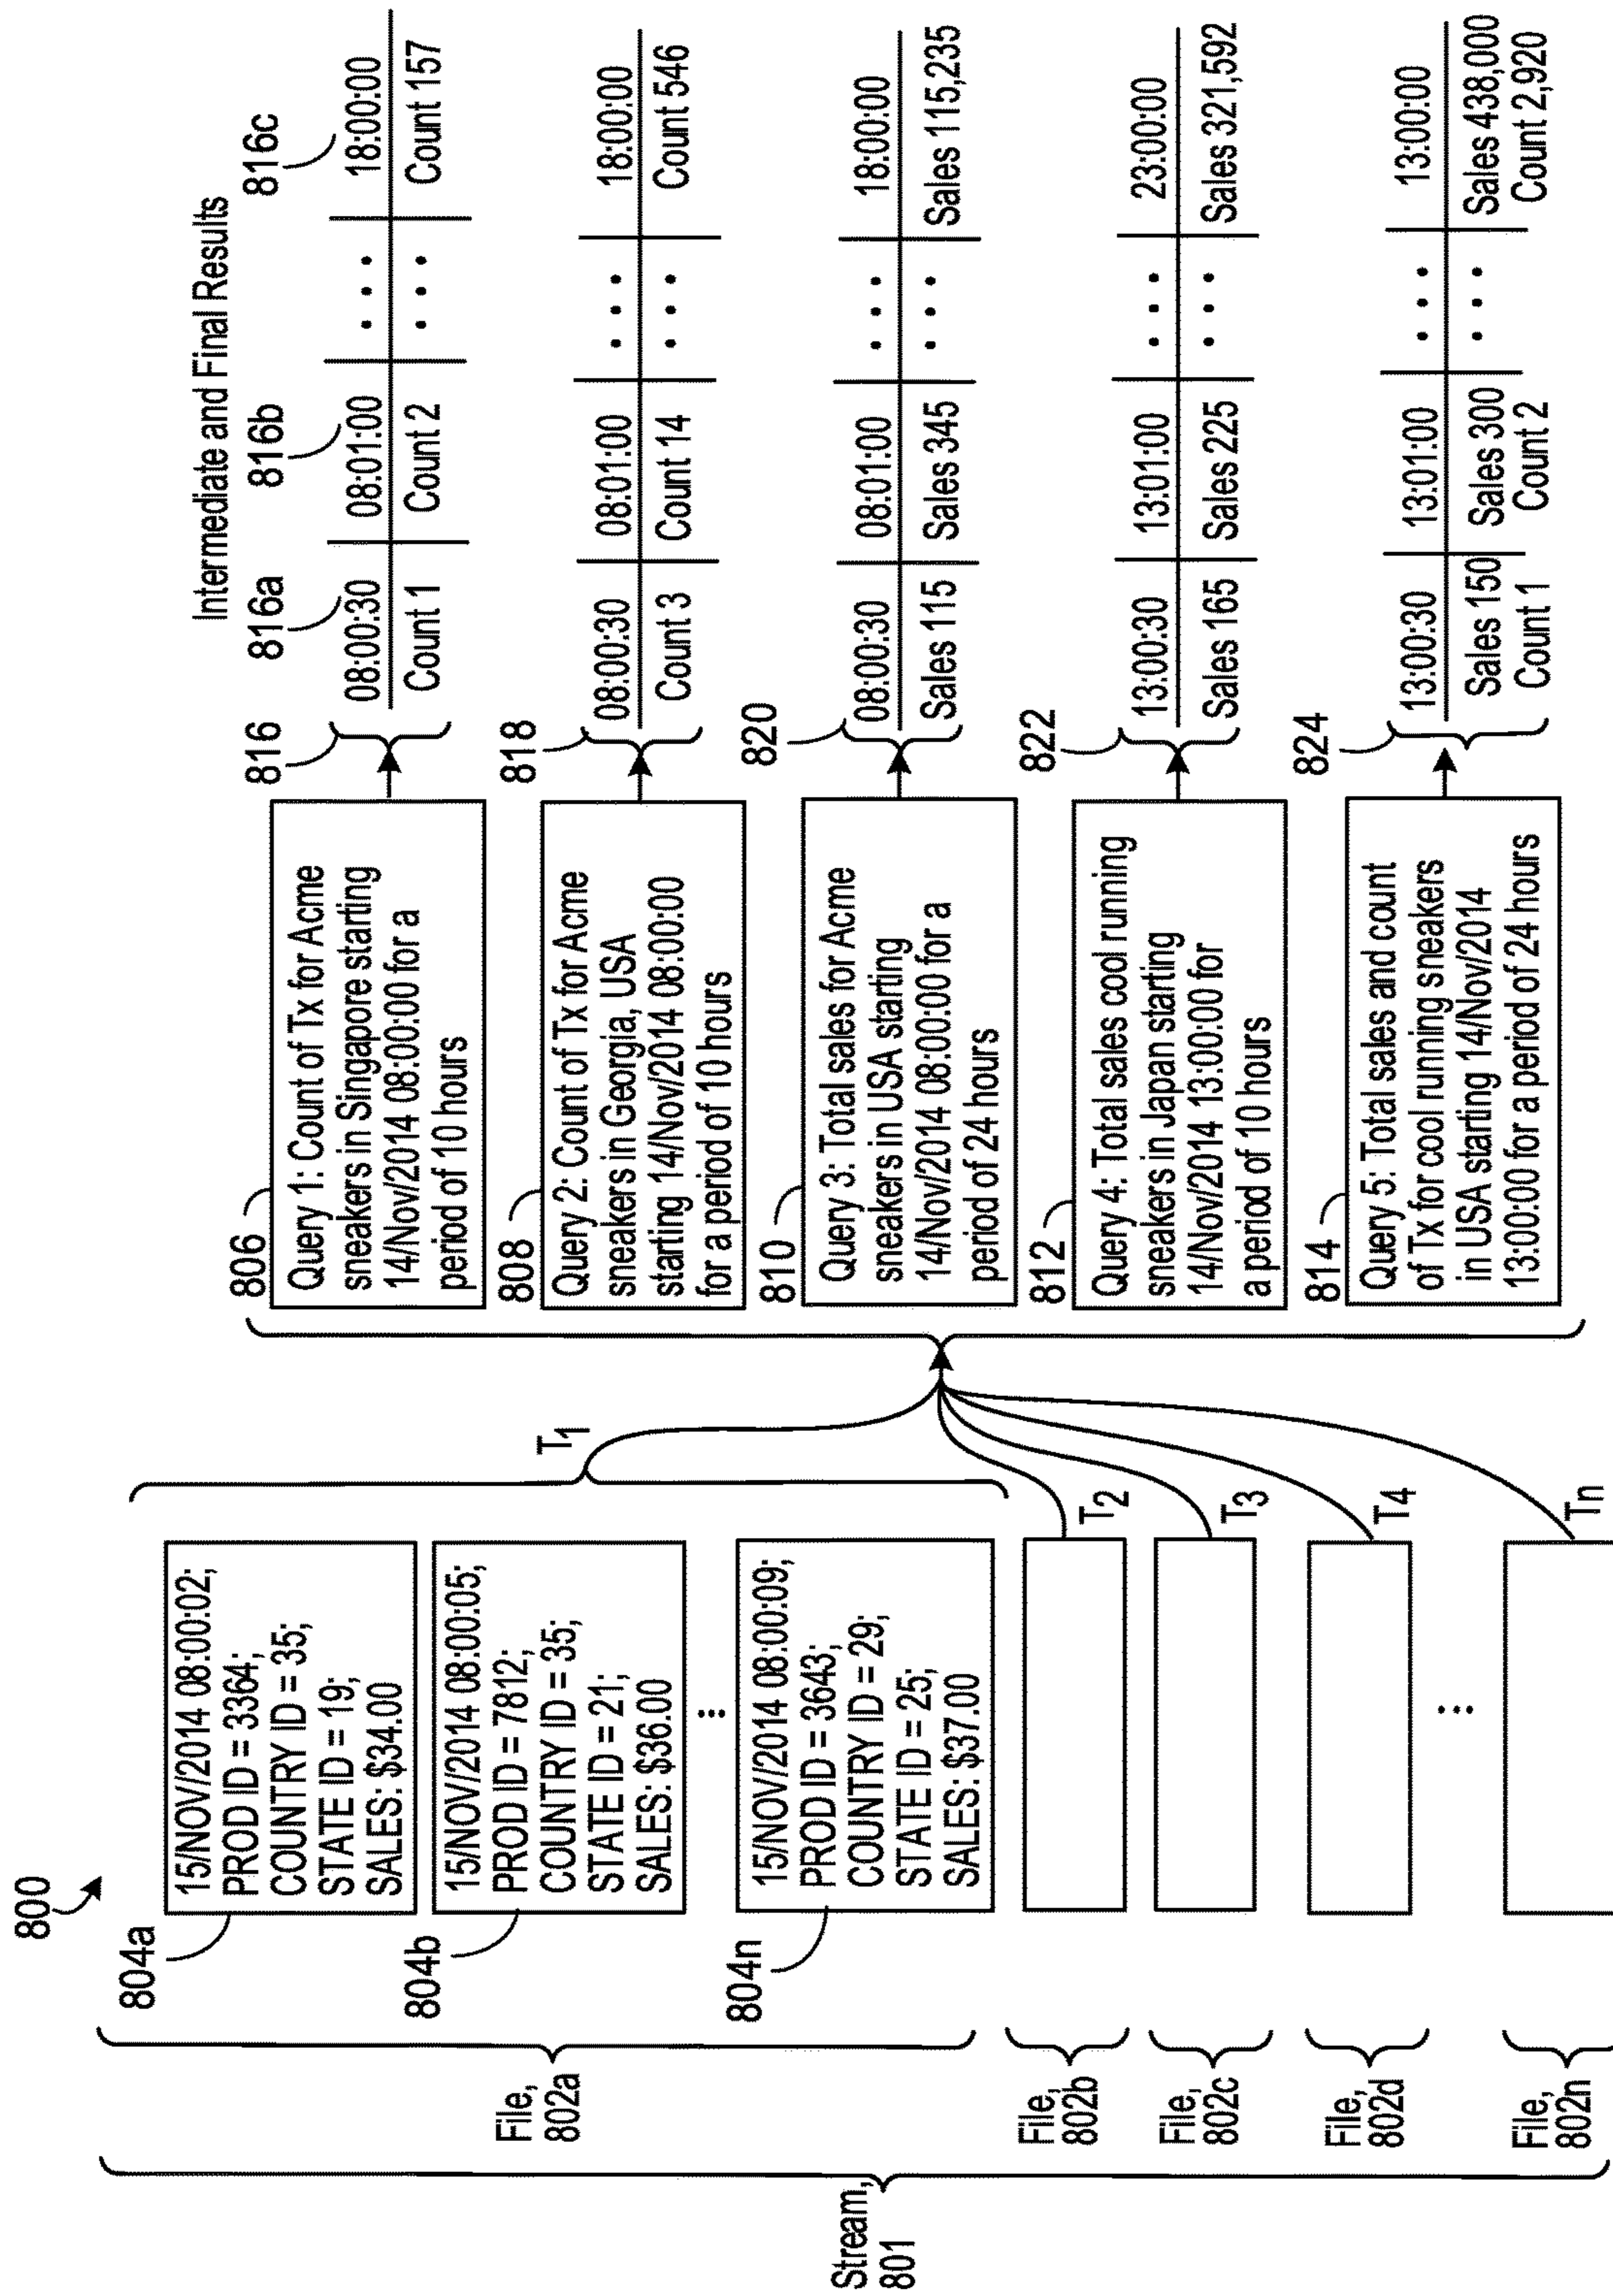 800
Stream,
801
File,
802a
804a
15/NOV/2014 08:00:02;
PROD ID = 3364;
COUNTRY ID = 35;
STATE ID = 19;
SALES: $34.00
804b
15/NOV/2014 08:00:05;
PROD ID = 7812;
COUNTRY ID = 35;
STATE ID = 21;
SALES: $36.00
...
804n
15/NOV/2014 08:00:09;
PROD ID = 3643;
COUNTRY ID = 29;
STATE ID = 25;
SALES: $37.00
T1
File,
802b
T2
File,
802c
T3
File,
802d
T4
...
File,
802n
Tn
806
Query 1: Count of Tx for Acme
sneakers in Singapore starting
14/Nov/2014 08:00:00 for a
period of 10 hours
808
Query 2: Count of Tx for Acme
sneakers in Georgia, USA
starting 14/Nov/2014 08:00:00
for a period of 10 hours
810
Query 3: Total sales for Acme
sneakers in USA starting
14/Nov/2014 08:00:00 for a
period of 24 hours
812
Query 4: Total sales cool running
sneakers in Japan starting
14/Nov/2014 13:00:00 for
a period of 10 hours
814
Query 5: Total sales and count
of Tx for cool running sneakers
in USA starting 14/Nov/2014
13:00:00 for a period of 24 hours
Intermediate and Final Results
816 816a 816b 816c
08:00:30 08:01:00 ... 18:00:00
Count 1 Count 2 ... Count 157
818
08:00:30 08:01:00 ... 18:00:00
Count 3 Count 14 ... Count 546
820
08:00:30 08:01:00 ... 18:00:00
Sales 115 Sales 345 ... Sales 115,235
822
13:00:30 13:01:00 ... 23:00:00
Sales 165 Sales 225 ... Sales 321,592
824
13:00:30 13:01:00 ... 13:00:00
Sales 150 Sales 300 ... Sales 438,000
Count 1 Count 2 Count 2,920